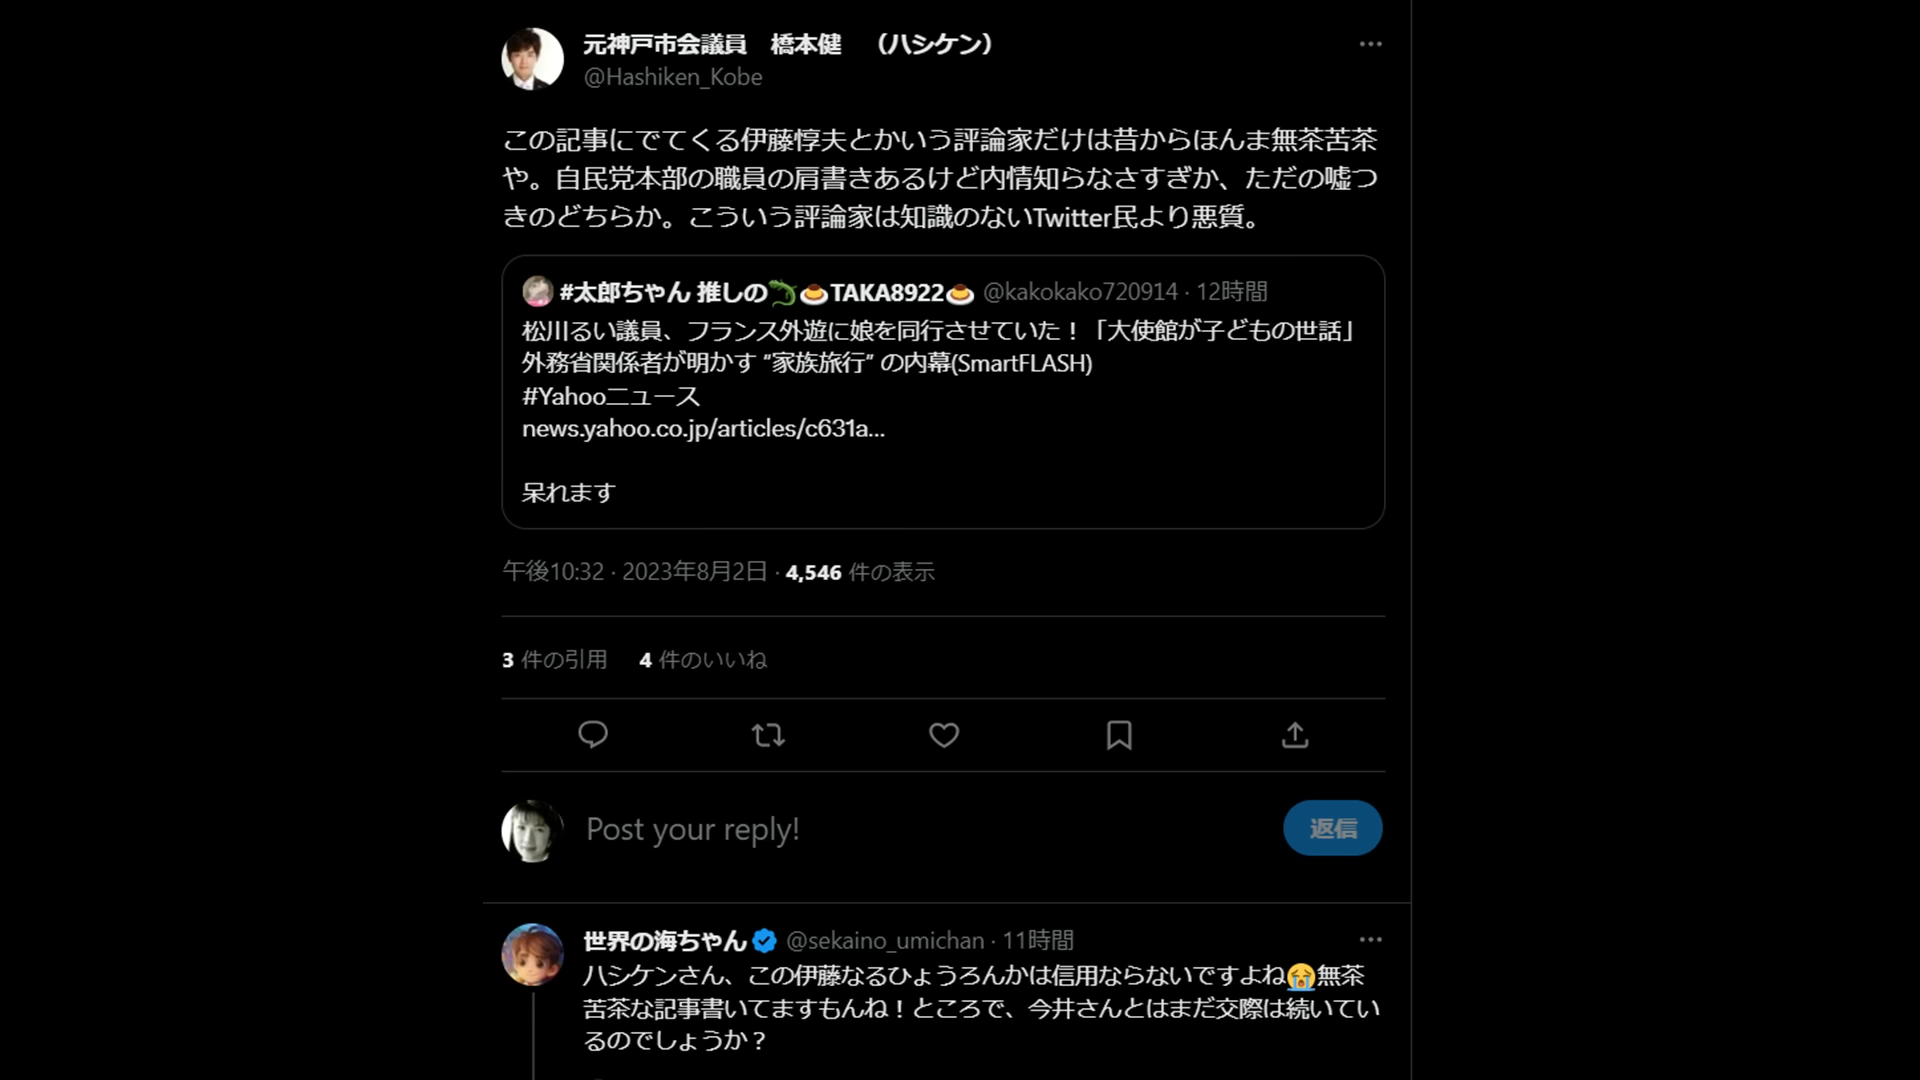 元神戸市会議員 橋本健 （ハシケン）
@Hashiken_Kobe
この記事にでてくる伊藤惇夫とかいう評論家だけは昔からほんま無茶苦茶
や。自民党本部の職員の肩書きあるけど内情知らなさすぎか、ただの嘘つ
きのどちらか。こういう評論家は知識のないTwitter民より悪質。
#太郎ちゃん 推しの🦎🍮TAKA8922🍮 @kakokako720914 · 12時間
松川るい議員、フランス外遊に娘を同行させていた！「大使館が子どもの世話」
外務省関係者が明かす “家族旅行” の内幕(SmartFLASH)
#Yahooニュース
news.yahoo.co.jp/articles/c631a...
呆れます
午後10:32 · 2023年8月2日 · 4,546 件の表示
3 件の引用 4 件のいいね
Post your reply!
返信
世界の海ちゃん @sekaino_umichan · 11時間
ハシケンさん、この伊藤なるひょうろんかは信用ならないですよね😭無茶
苦茶な記事書いてますもんね！ところで、今井さんとはまだ交際は続いてい
るのでしょうか？